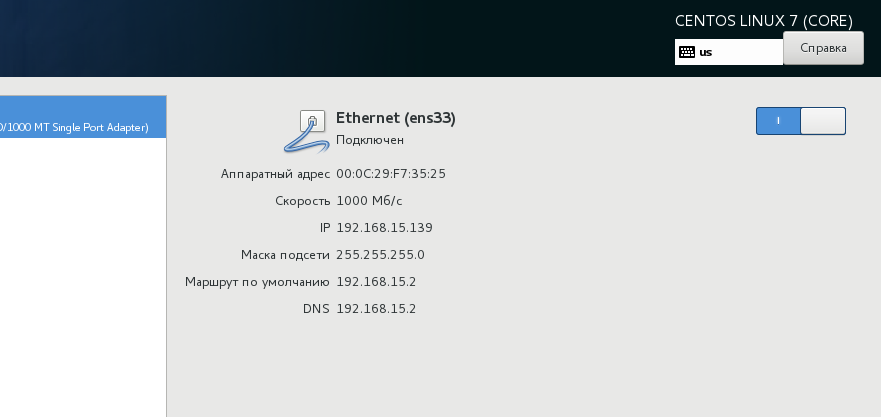 CENTOS LINUX 7 (CORE)
us
Справка
0/1000 MT Single Port Adapter)
Ethernet (ens33)
Подключен
Аппаратный адрес 00:0C:29:F7:35:25
Скорость 1000 Мб/с
IP 192.168.15.139
Маска подсети 255.255.255.0
Маршрут по умолчанию 192.168.15.2
DNS 192.168.15.2